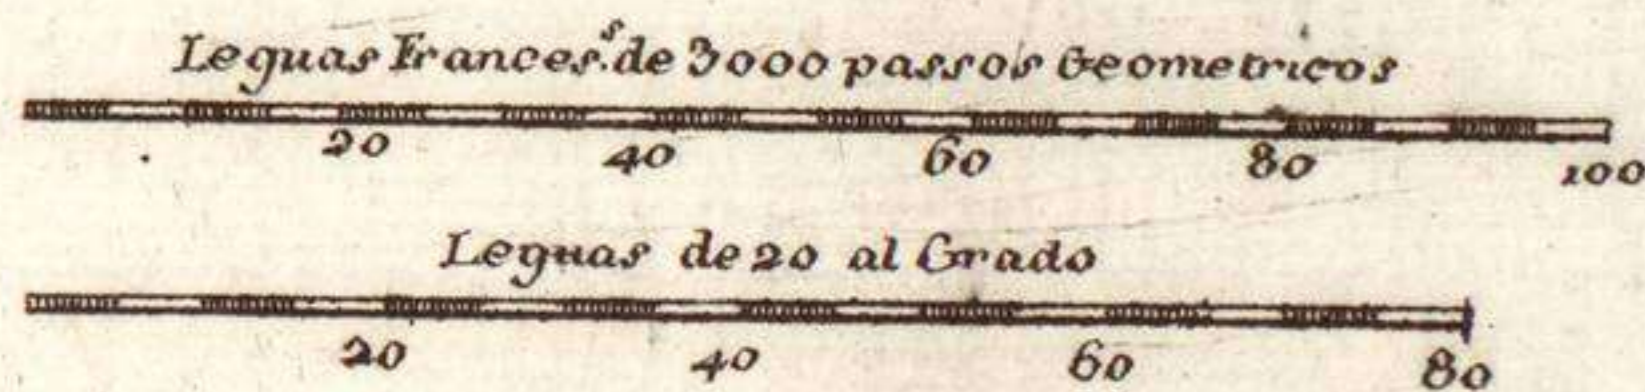 Leguas Frances.s de 3000 passos Geometricos
20 40 60 80 100
Leguas de 20 al Grado
20 40 60 80